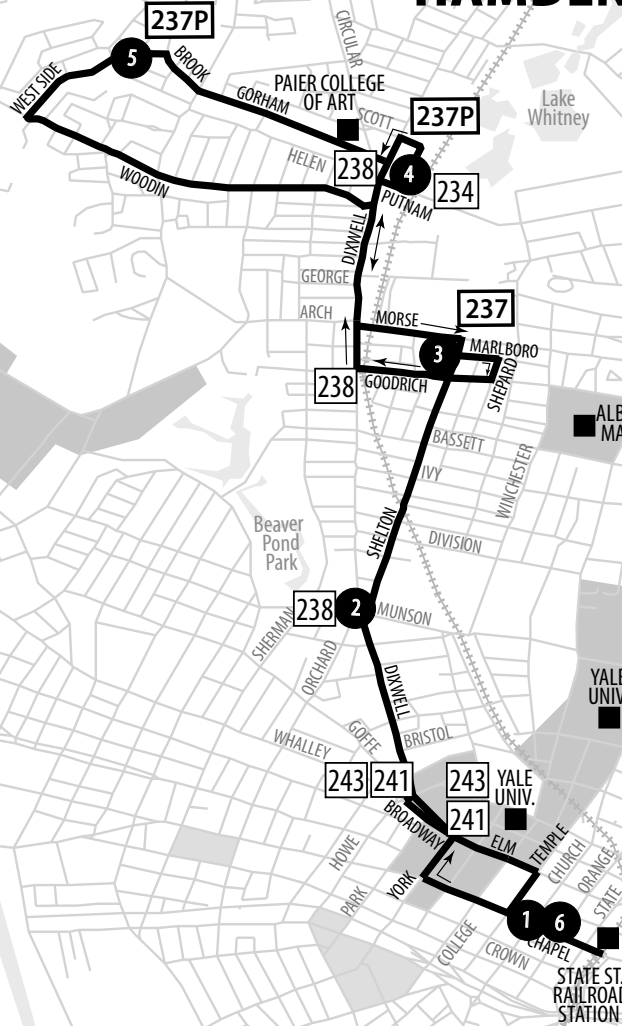 HAMDEN
237P
CIRCULAR
5
BROOK
WEST SIDE
GORHAM
PAIER COLLEGE
OF ART
SCOTT
237P
Lake
Whitney
HELEN
238
4
234
WOODIN
PUTNAM
DIXWELL
GEORGE
ARCH
MORSE
237
3
MARLBORO
238
GOODRICH
SHEPARD
ALB
MA
BASSETT
IVY
WINCHESTER
SHELTON
DIVISION
Beaver
Pond
Park
238
2
MUNSON
SHERMAN
ORCHARD
DIXWELL
YALE
UNIV
GOFFE
BRISTOL
WHALLEY
243
241
243
YALE
UNIV.
241
BROADWAY
ELM
TEMPLE
HOWE
CHURCH
ORANGE
YORK
PARK
STATE
1
6
COLLEGE
CHAPEL
CROWN
STATE ST.
RAILROAD
STATION